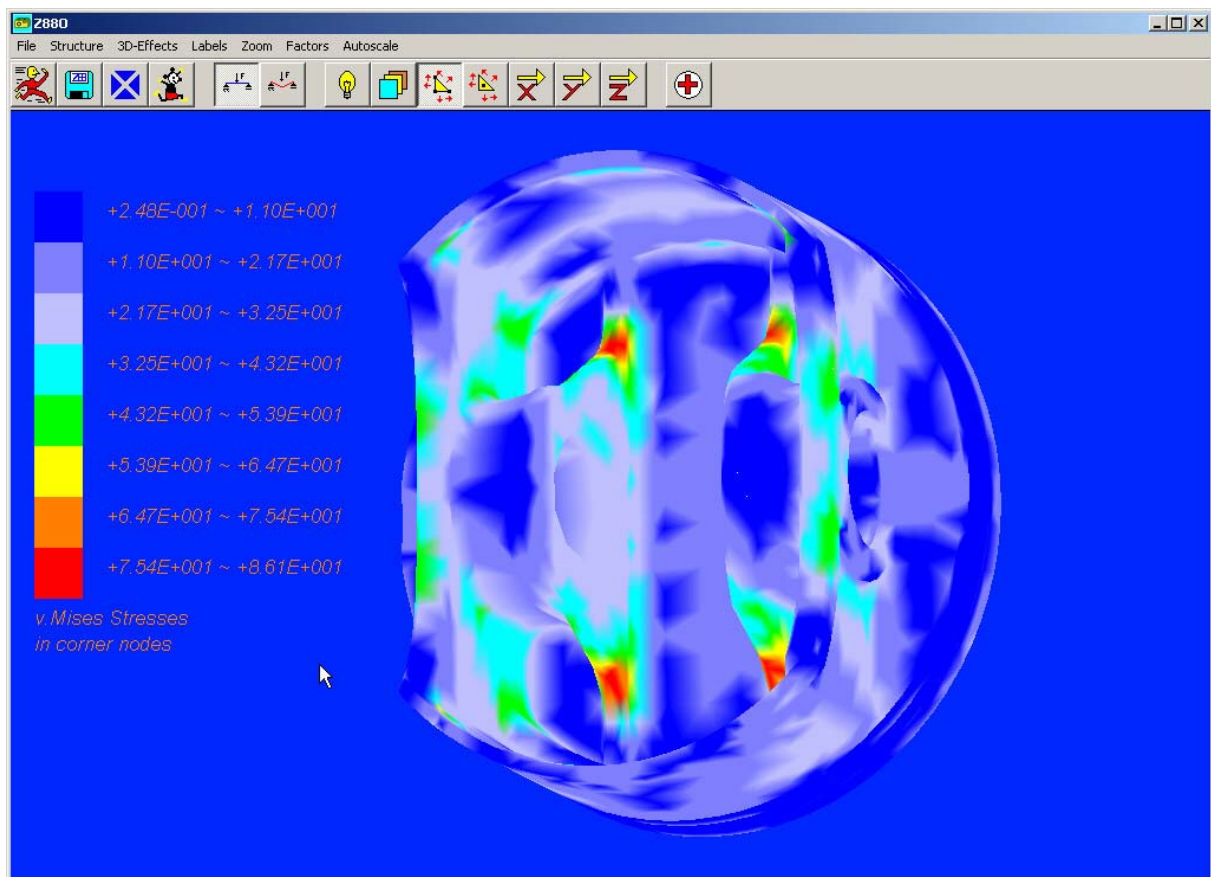 Z88O
File Structure 3D-Effects Labels Zoom Factors Autoscale
Z88
F F
R R
X Y Z
+2.48E-001 ~ +1.10E+001
+1.10E+001 ~ +2.17E+001
+2.17E+001 ~ +3.25E+001
+3.25E+001 ~ +4.32E+001
+4.32E+001 ~ +5.39E+001
+5.39E+001 ~ +6.47E+001
+6.47E+001 ~ +7.54E+001
+7.54E+001 ~ +8.61E+001
v.Mises Stresses
in corner nodes